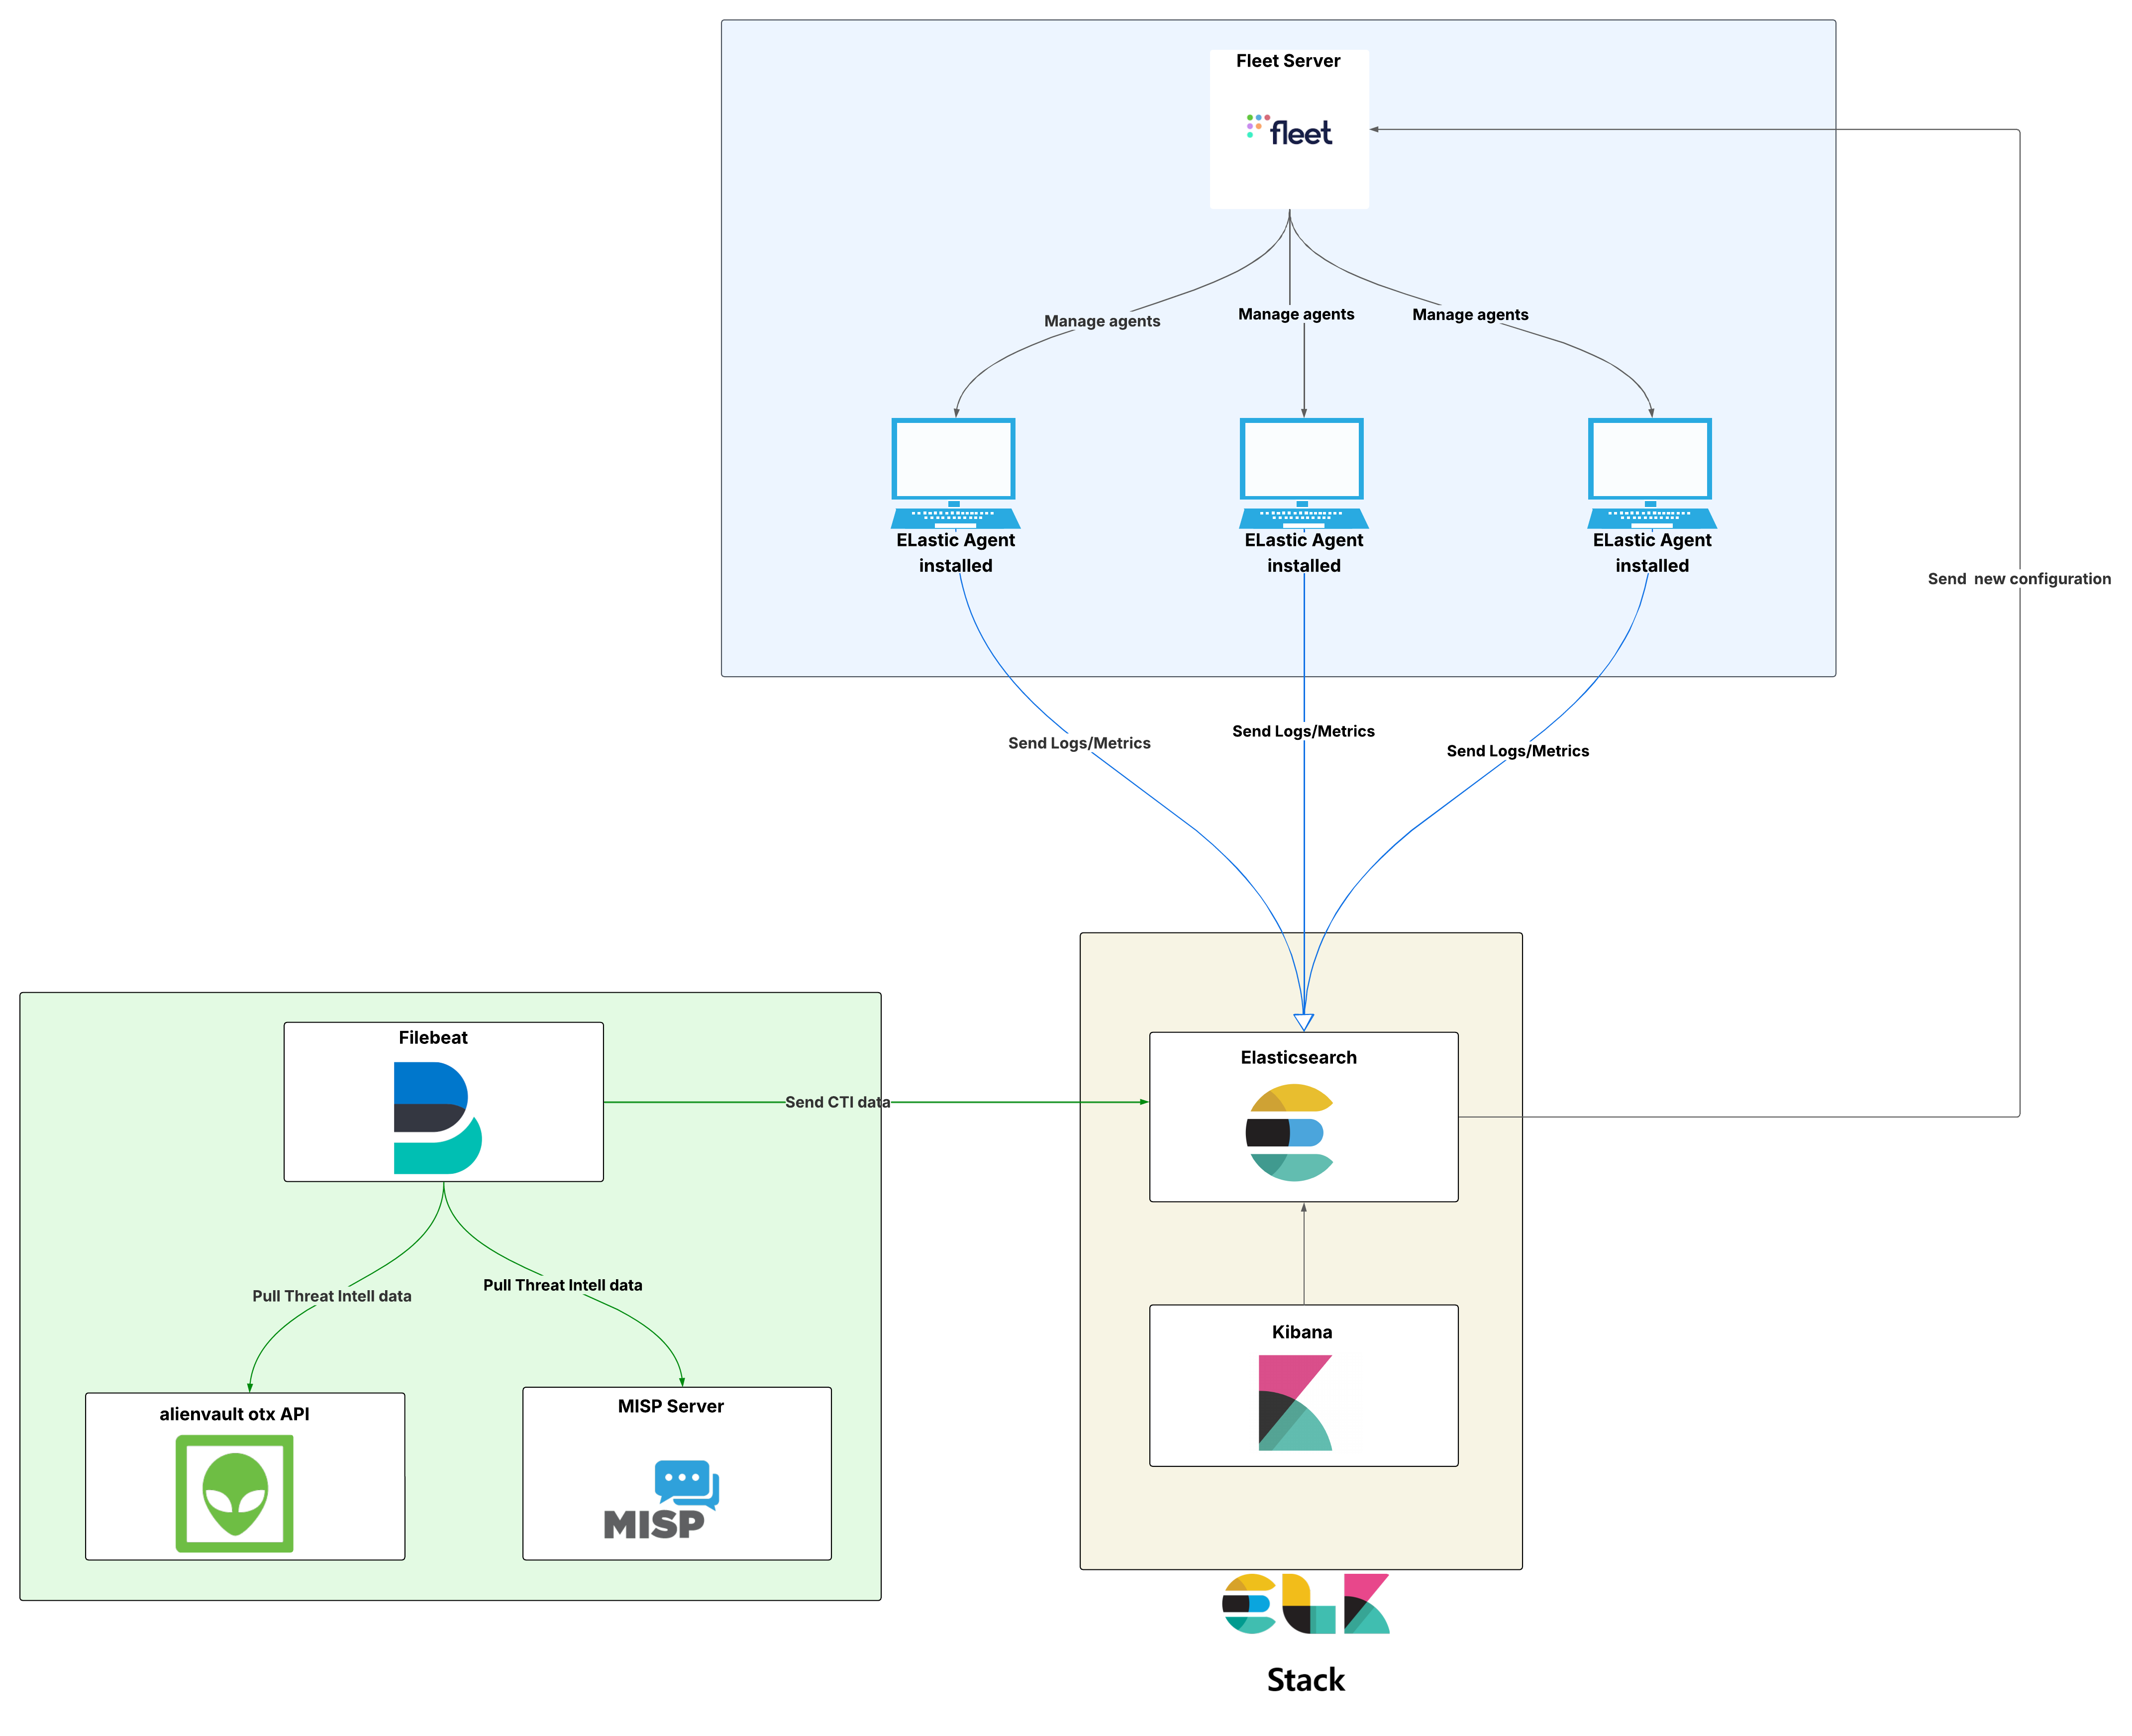 Fleet Server
fleet
Manage agents
Manage agents
Manage agents
ELastic Agent
installed
ELastic Agent
installed
ELastic Agent
installed
Send  new configuration
Send Logs/Metrics
Send Logs/Metrics
Send Logs/Metrics
Filebeat
Send CTI data
Elasticsearch
Pull Threat Intell data
Pull Threat Intell data
Kibana
alienvault otx API
MISP Server
MISP
ELK
Stack